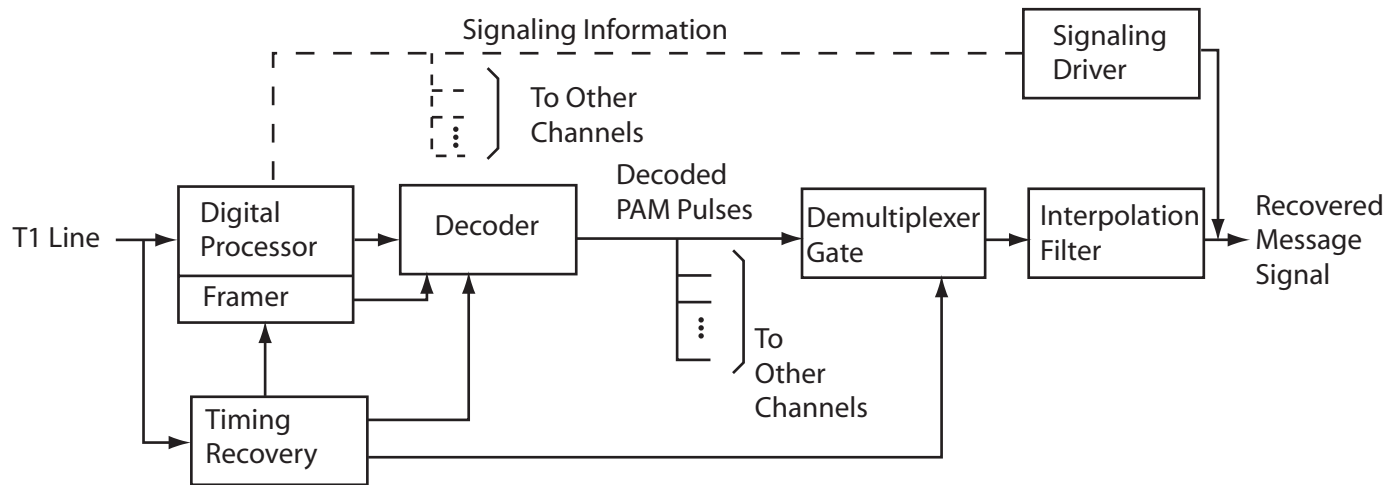 Signaling Information
Signaling
Driver
To Other
Channels
Decoded
PAM Pulses
T1 Line
Digital
Processor
Framer
Decoder
Demultiplexer
Gate
Interpolation
Filter
Recovered
Message
Signal
To
Other
Channels
Timing
Recovery